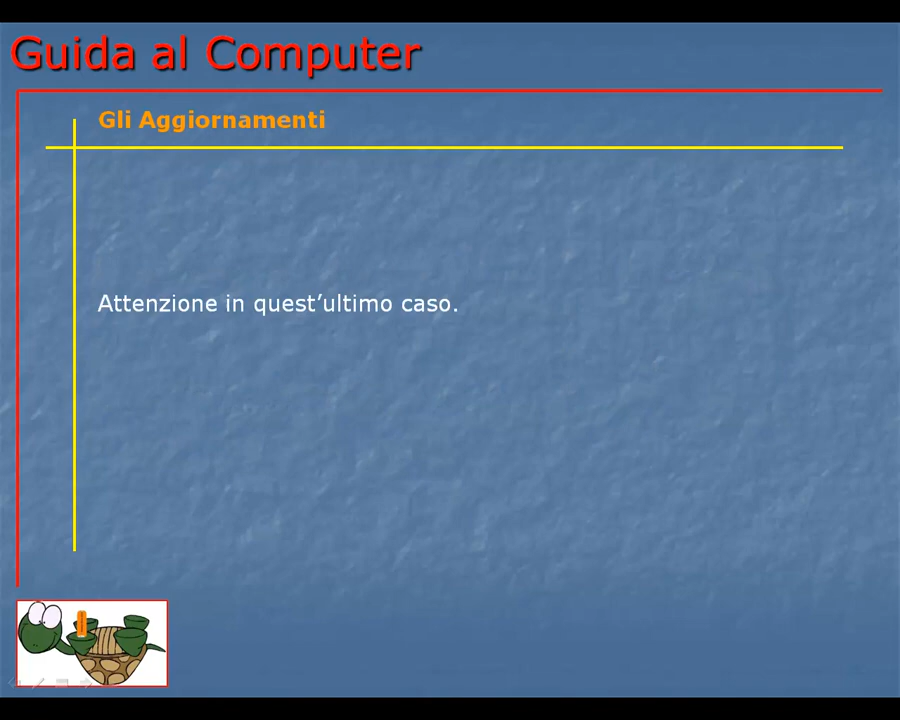 Guida al Computer
Gli Aggiornamenti
Attenzione in quest’ultimo caso.